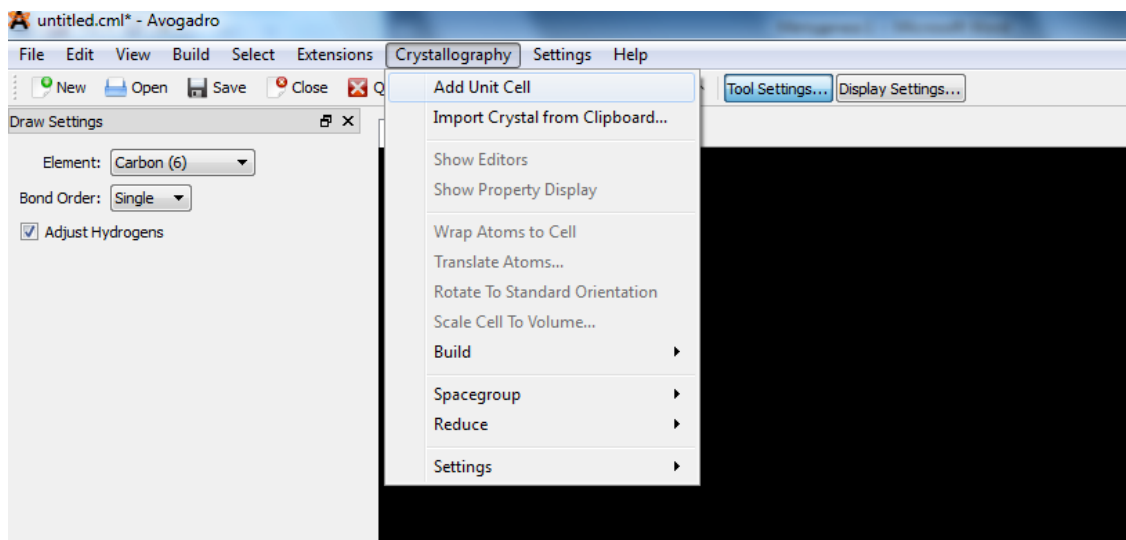 untitled.cml* - Avogadro
File Edit View Build Select Extensions Crystallography Settings Help
New Open Save Close Q Tool Settings... Display Settings...
Draw Settings
Element: Carbon (6)
Bond Order: Single
Adjust Hydrogens
Add Unit Cell
Import Crystal from Clipboard...
Show Editors
Show Property Display
Wrap Atoms to Cell
Translate Atoms...
Rotate To Standard Orientation
Scale Cell To Volume...
Build
Spacegroup
Reduce
Settings